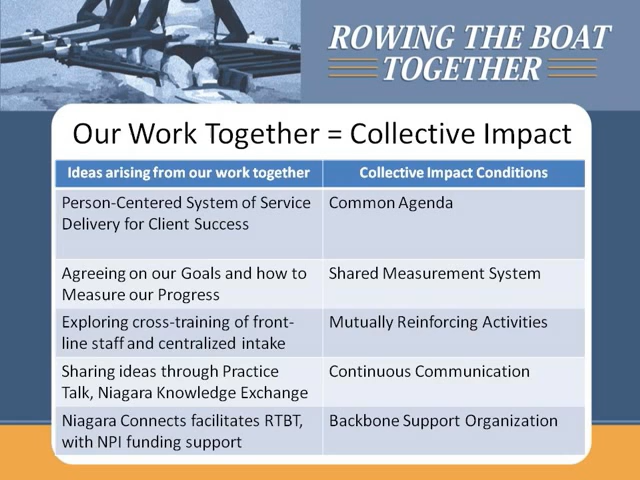 ROWING THE BOAT
TOGETHER
Our Work Together = Collective Impact
Ideas arising from our work together
Collective Impact Conditions
Person-Centered System of Service
Delivery for Client Success
Common Agenda
Agreeing on our Goals and how to
Measure our Progress
Shared Measurement System
Exploring cross-training of front-
line staff and centralized intake
Mutually Reinforcing Activities
Sharing ideas through Practice
Talk, Niagara Knowledge Exchange
Continuous Communication
Niagara Connects facilitates RTBT,
with NPI funding support
Backbone Support Organization